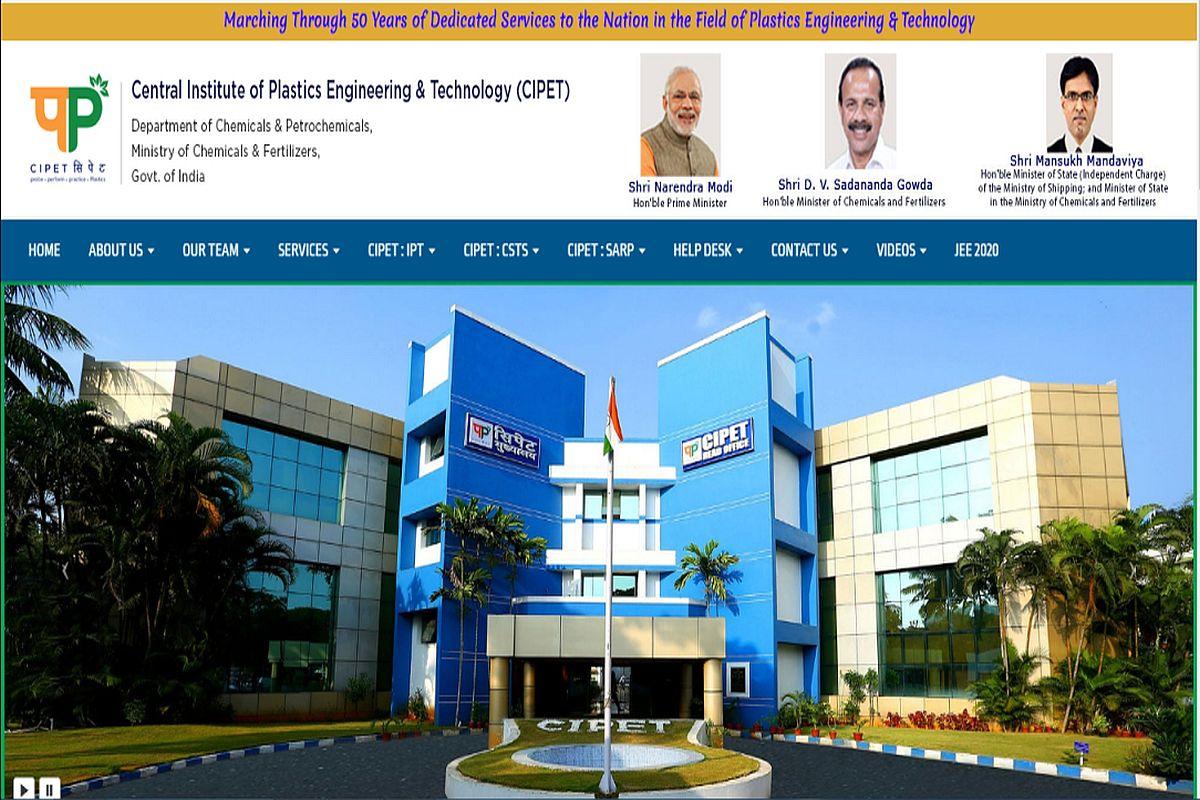 Marching Through 50 Years of Dedicated Services to the Nation in the Field of Plastics Engineering & Technology
Central Institute of Plastics Engineering & Technology (CIPET)
Department of Chemicals & Petrochemicals,
Ministry of Chemicals & Fertilizers,
Govt. of India
CIPET सिपेट
probe • perform • practice • Plastics
Shri Narendra Modi
Hon'ble Prime Minister
Shri D. V. Sadananda Gowda
Hon'ble Minister of Chemicals and Fertilizers
Shri Mansukh Mandaviya
Hon'ble Minister of State (Independent Charge)
of the Ministry of Shipping; and Minister of State
in the Ministry of Chemicals and Fertilizers
HOME ABOUT US OUR TEAM SERVICES CIPET : IPT CIPET : CSTS CIPET : SARP HELP DESK CONTACT US VIDEOS JEE 2020
सिपेट
मुख्यालय
CIPET
HEAD OFFICE
CIPET